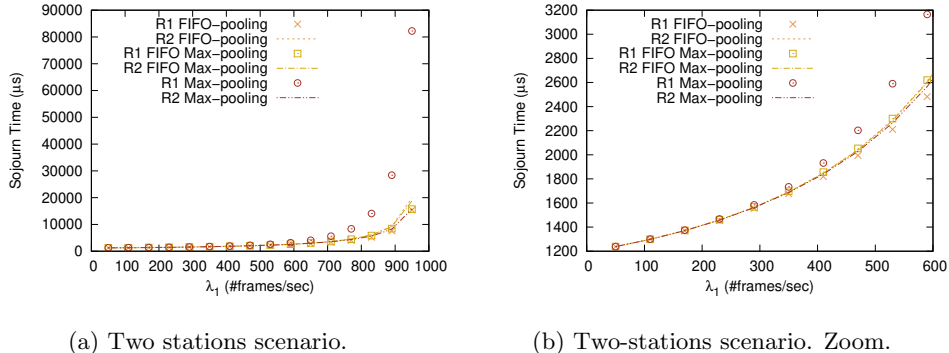 R1 FIFO-pooling
R2 FIFO-pooling
R1 FIFO Max-pooling
R2 FIFO Max-pooling
R1 Max-pooling
R2 Max-pooling
Sojourn Time (μs)
90000
80000
70000
60000
50000
40000
30000
20000
10000
0
0 100 200 300 400 500 600 700 800 900 1000
λ1 (#frames/sec)
(a) Two stations scenario.
R1 FIFO-pooling
R2 FIFO-pooling
R1 FIFO Max-pooling
R2 FIFO Max-pooling
R1 Max-pooling
R2 Max-pooling
Sojourn Time (μs)
3200
3000
2800
2600
2400
2200
2000
1800
1600
1400
1200
0 100 200 300 400 500 600
λ1 (#frames/sec)
(b) Two-stations scenario. Zoom.